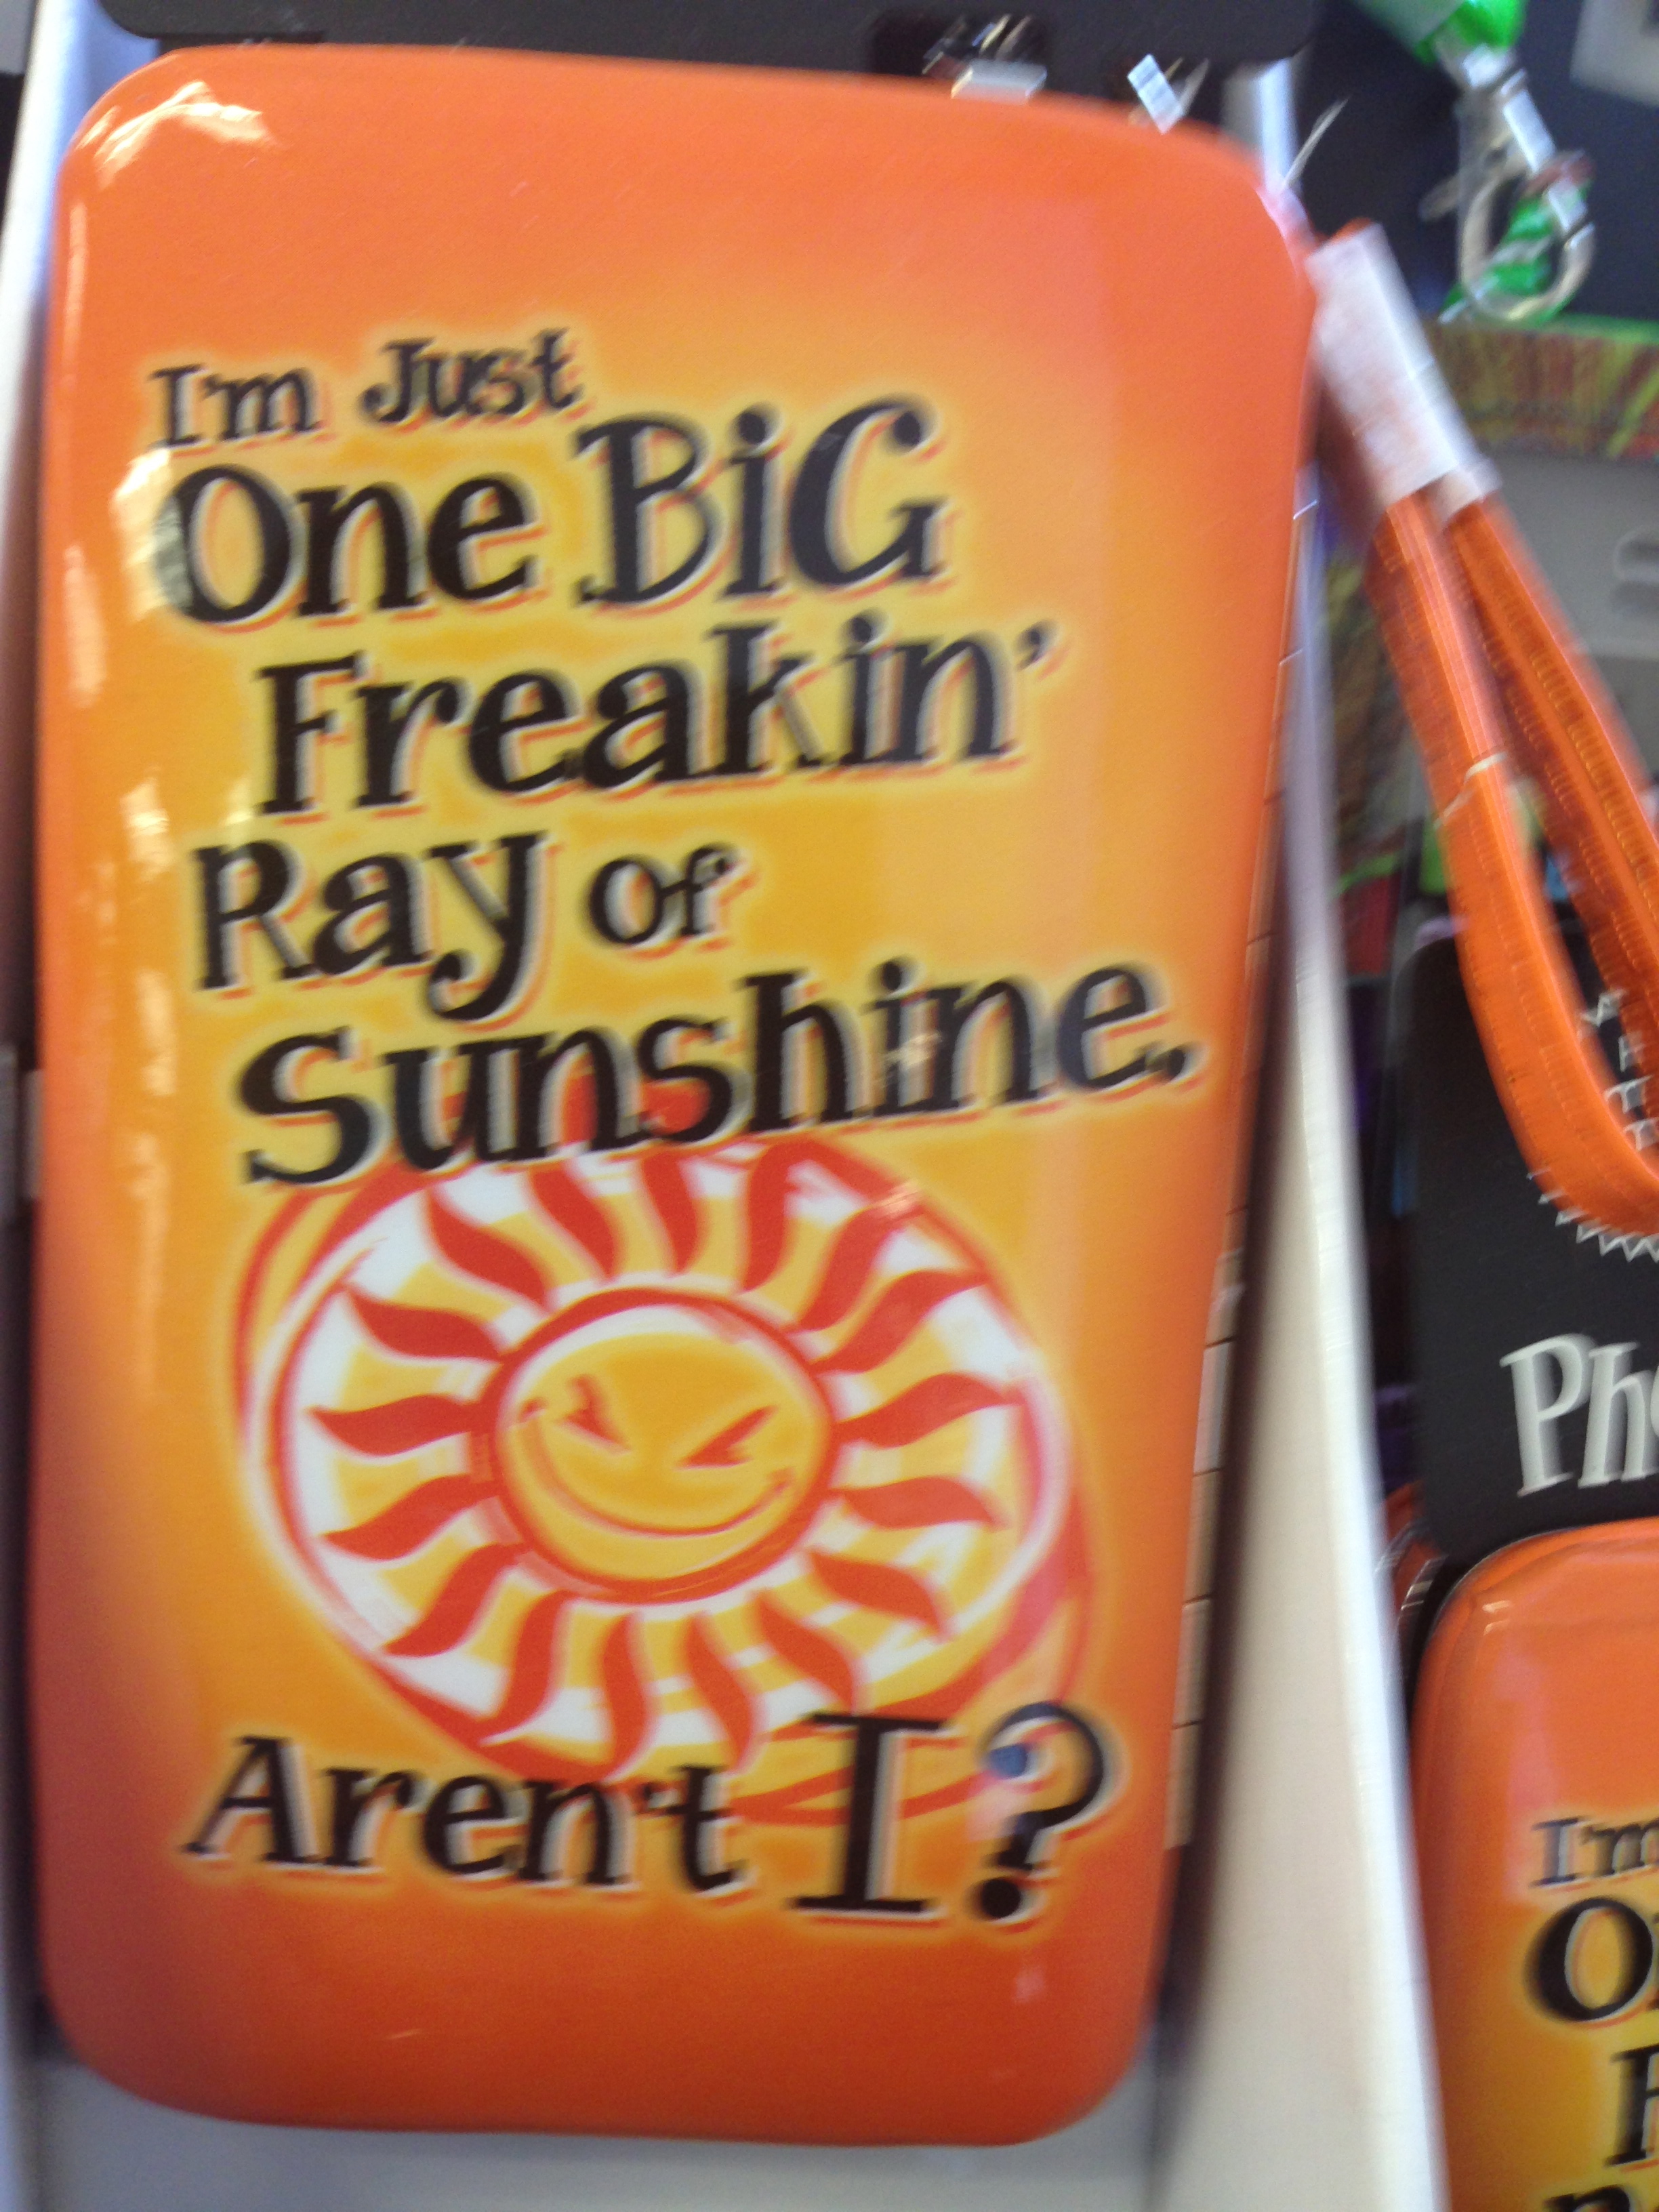 I'm Just
One BiG
Freakin'
Ray of
Sunshine.
Aren't I?
I'm